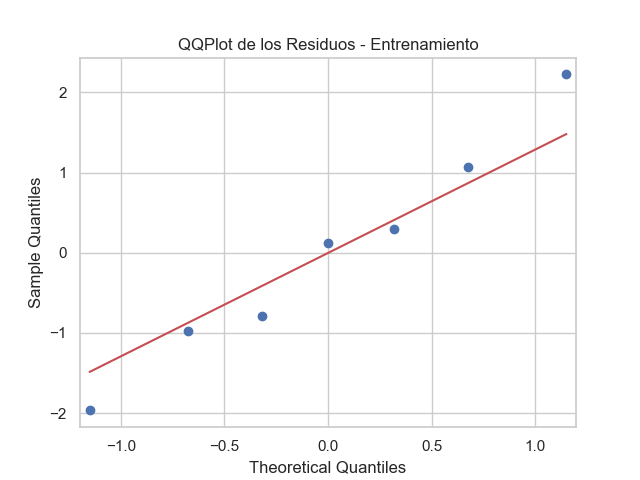 QQPlot de los Residuos - Entrenamiento
2
1
0
−1
−2
Sample Quantiles
−1.0 −0.5 0.0 0.5 1.0
Theoretical Quantiles